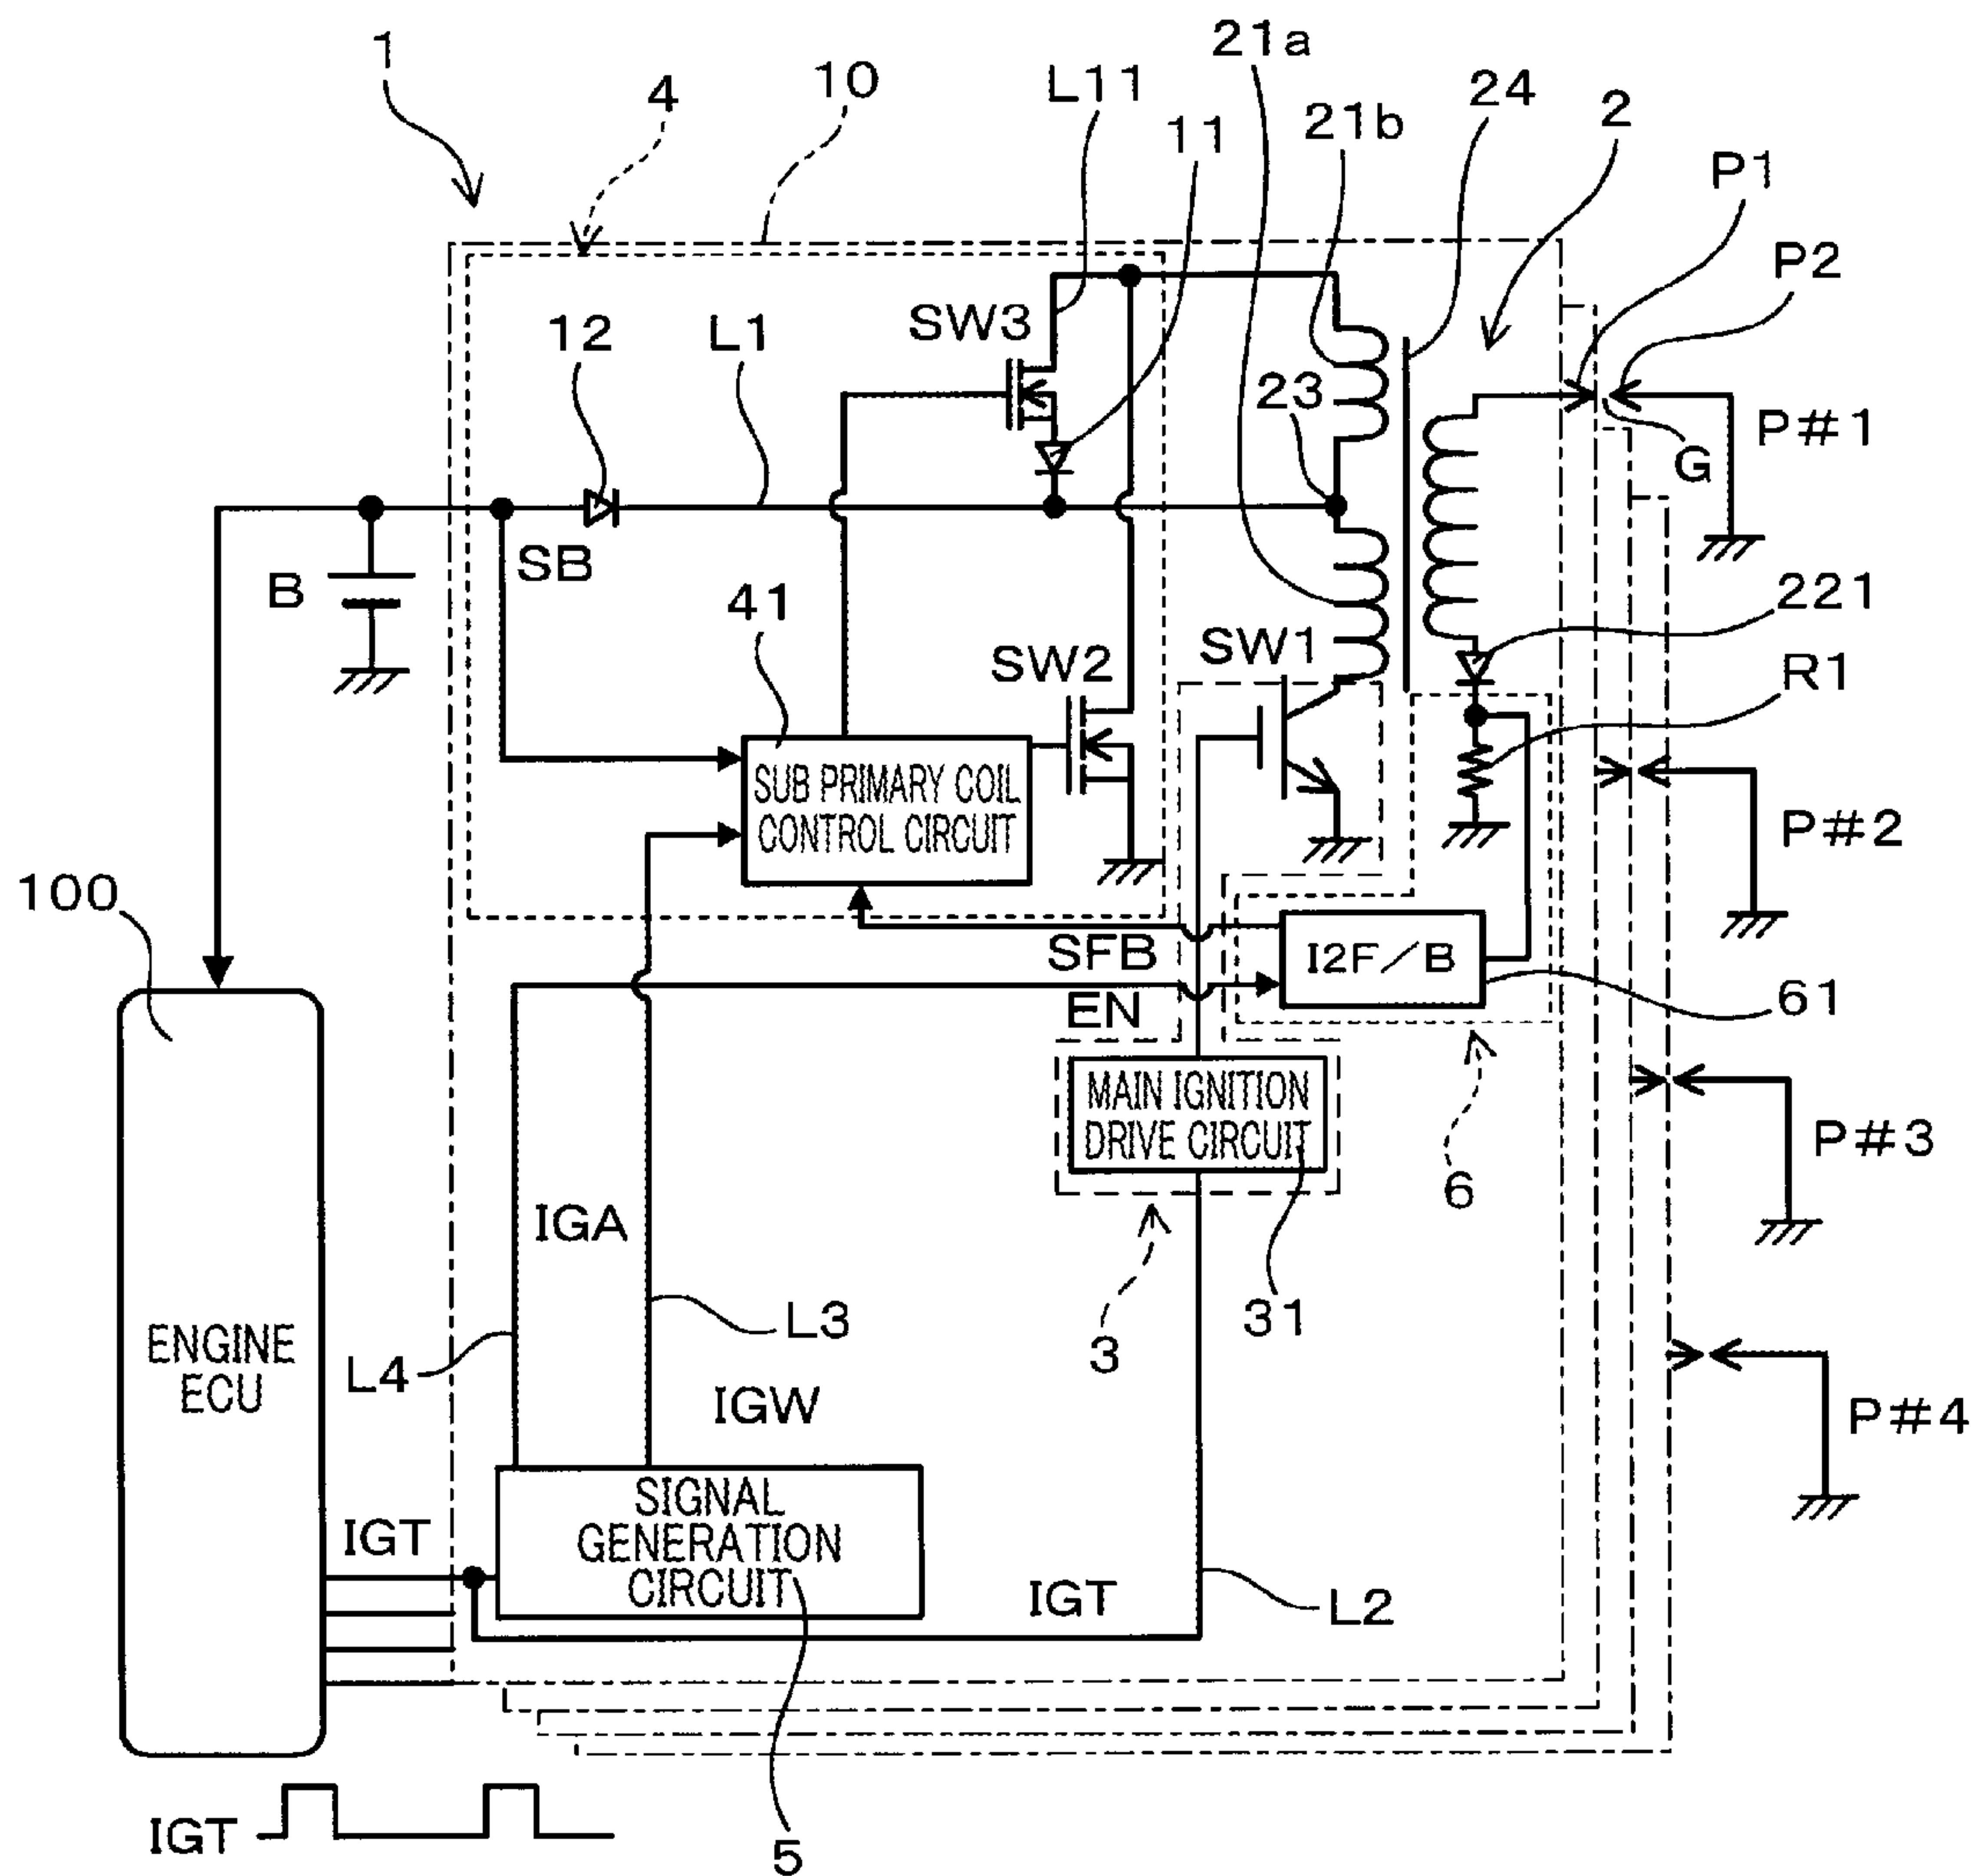 1
4
10
L11
21a
21b
11
24
2
P1
P2
SW3
12
L1
23
P#1
G
SB
B
41
SW2
SW1
221
R1
SUB PRIMARY COIL
CONTROL CIRCUIT
P#2
100
SFB
I2F/B
EN
61
MAIN IGNITION
DRIVE CIRCUIT
P#3
6
IGA
31
L3
3
ENGINE
ECU
L4
IGW
P#4
SIGNAL
GENERATION
CIRCUIT
IGT
IGT
L2
IGT
5